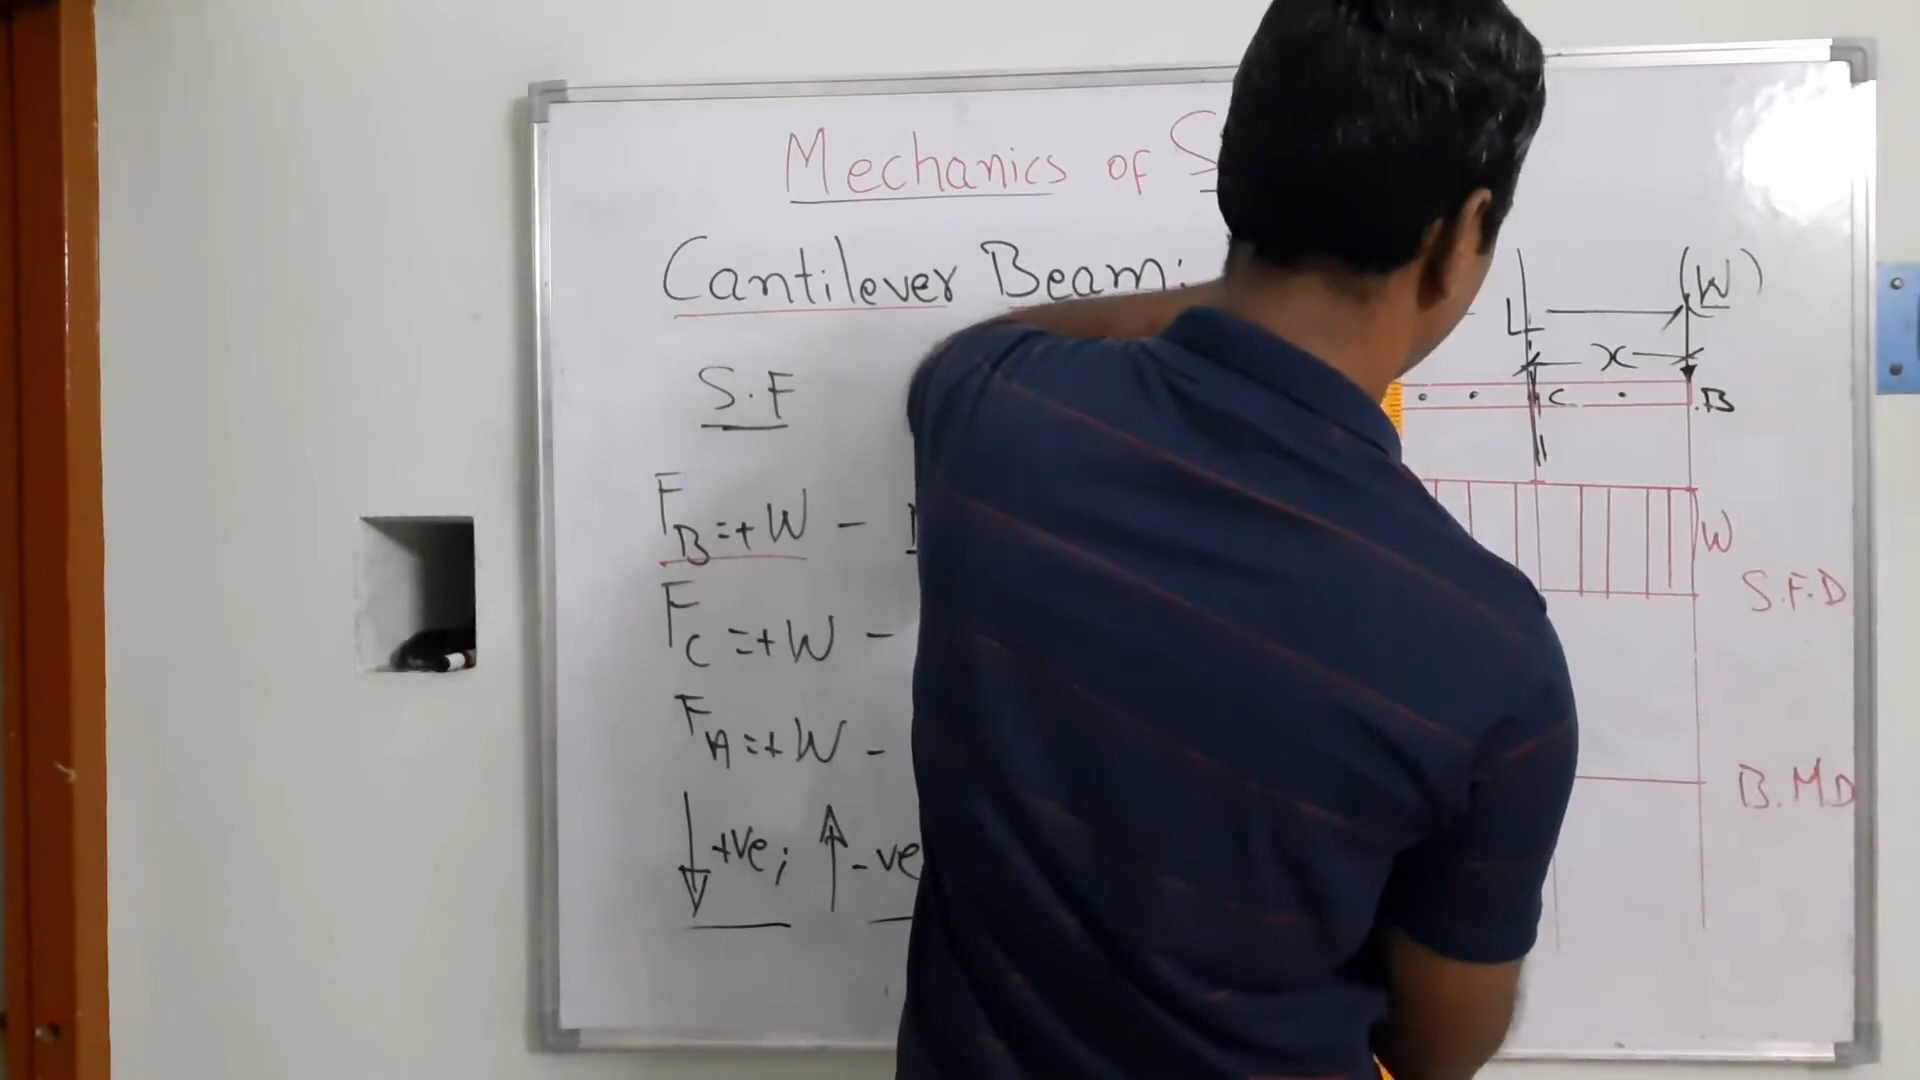 Mechanics of
Cantilever Beam:
S.F
F_B = +W -
F_C = +W -
F_A = +W -
+ve; -ve
L
(W)
x
C
B
W
S.F.D
B.M.D